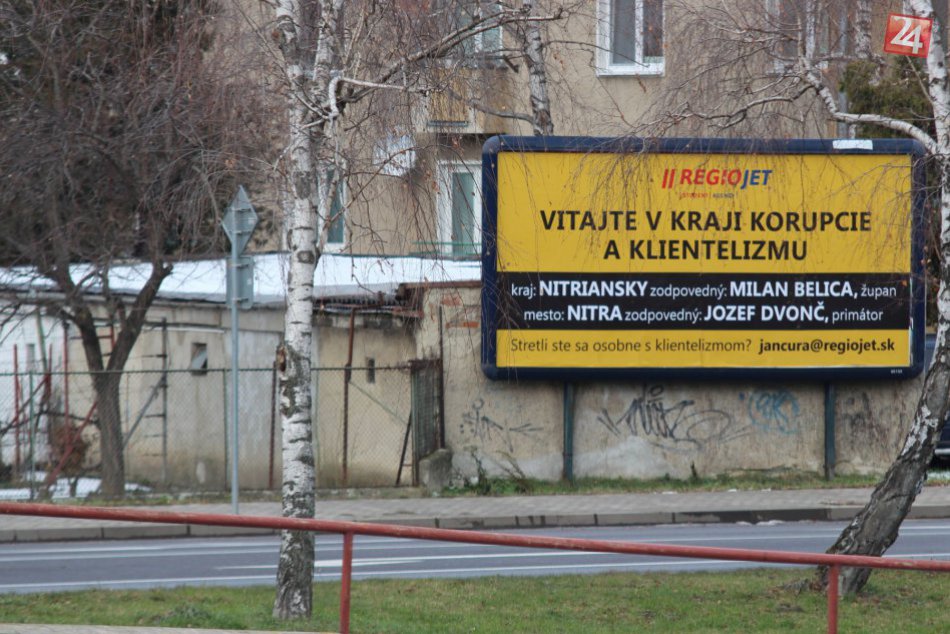 24
REGIOJET
VITAJTE V KRAJI KORUPCIE
A KLIENTELIZMU
kraj: NITRIANSKY zodpovedný: MILAN BELICA, župan
mesto: NITRA zodpovedný: JOZEF DVONČ, primátor
Stretli ste sa osobne s klientelizmom? jancura@regiojet.sk